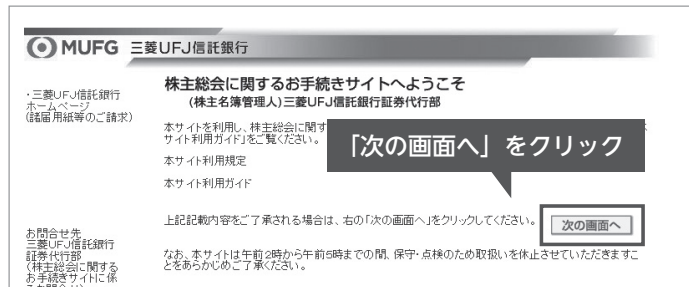 MUFG 三菱UFJ信託銀行
・三菱UFJ信託銀行
ホームページ
(諸届用紙等のご請求)
株主総会に関するお手続きサイトへようこそ
(株主名簿管理人)三菱UFJ信託銀行証券代行部
本サイトを利用し、株主総会に関す
サイト利用ガイド」をご覧ください。
「次の画面へ」をクリック
本サイト利用規定
本サイト利用ガイド
上記記載内容をご了承される場合は、右の「次の画面へ」をクリックしてください。
次の画面へ
なお、本サイトは午前2時から午前5時までの間、保守・点検のため取扱いを休止させていただきますこ
とをあらかじめご了承ください。
お問合せ先
三菱UFJ信託銀行
証券代行部
(株主総会に関する
お手続きサイトに係